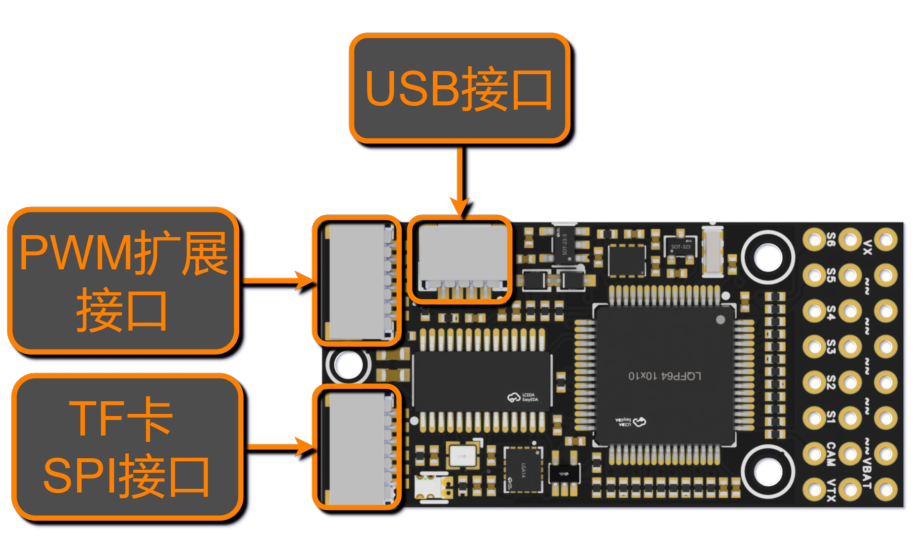 USB接口
PWM扩展
接口
TF卡
SPI接口
S6
VX
S5
S4
S3
S2
S1
CAM
VBAT
VTX
LQFP64 10x10
LGA14